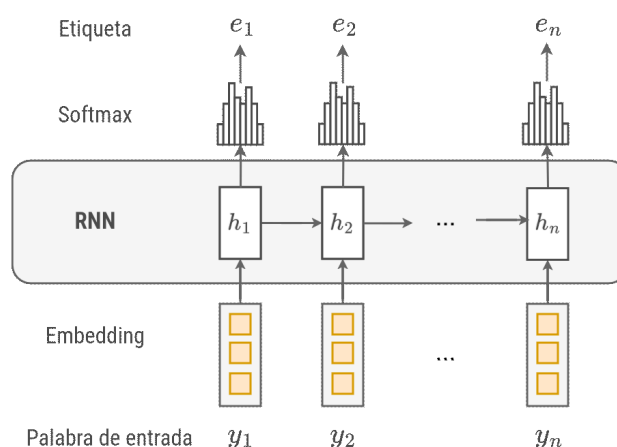 Etiqueta e₁ e₂ eₙ
Softmax
RNN h₁ h₂ ... hₙ
Embedding ...
Palabra de entrada y₁ y₂ yₙ